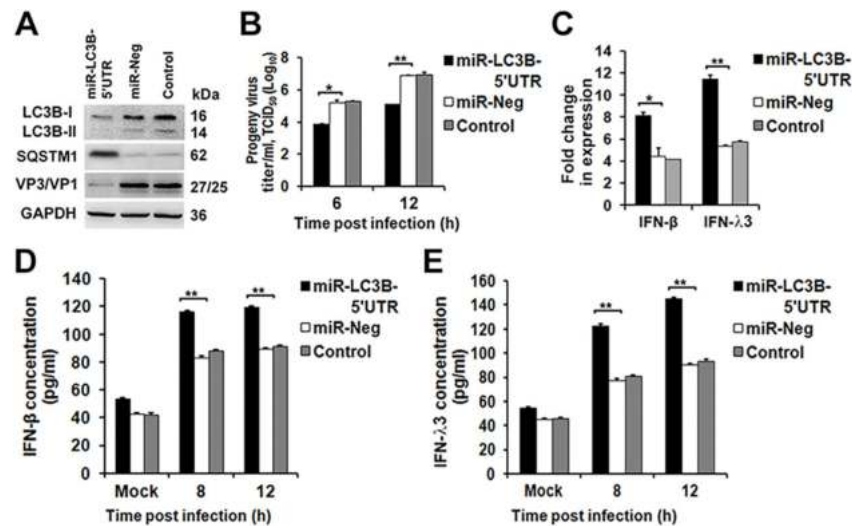 A
miR-LC3B-
5'UTR
miR-Neg
Control
kDa
LC3B-I
16
LC3B-II
14
SQSTM1
62
VP3/VP1
27/25
GAPDH
36
B
Progeny virus
titer/ml, TCID50 (Log10)
8
6
4
2
0
*
**
6
12
Time post infection (h)
miR-LC3B-
5'UTR
miR-Neg
Control
C
Fold change
in expression
14
12
10
8
6
4
2
0
*
**
IFN-β
IFN-λ3
miR-LC3B-
5'UTR
miR-Neg
Control
D
IFN-β concentration
(pg/ml)
140
120
100
80
60
40
20
0
**
**
Mock
8
12
Time post infection (h)
miR-LC3B-
5'UTR
miR-Neg
Control
E
IFN-λ3 concentration
(pg/ml)
160
140
120
100
80
60
40
20
0
**
**
Mock
8
12
Time post infection (h)
miR-LC3B-
5'UTR
miR-Neg
Control